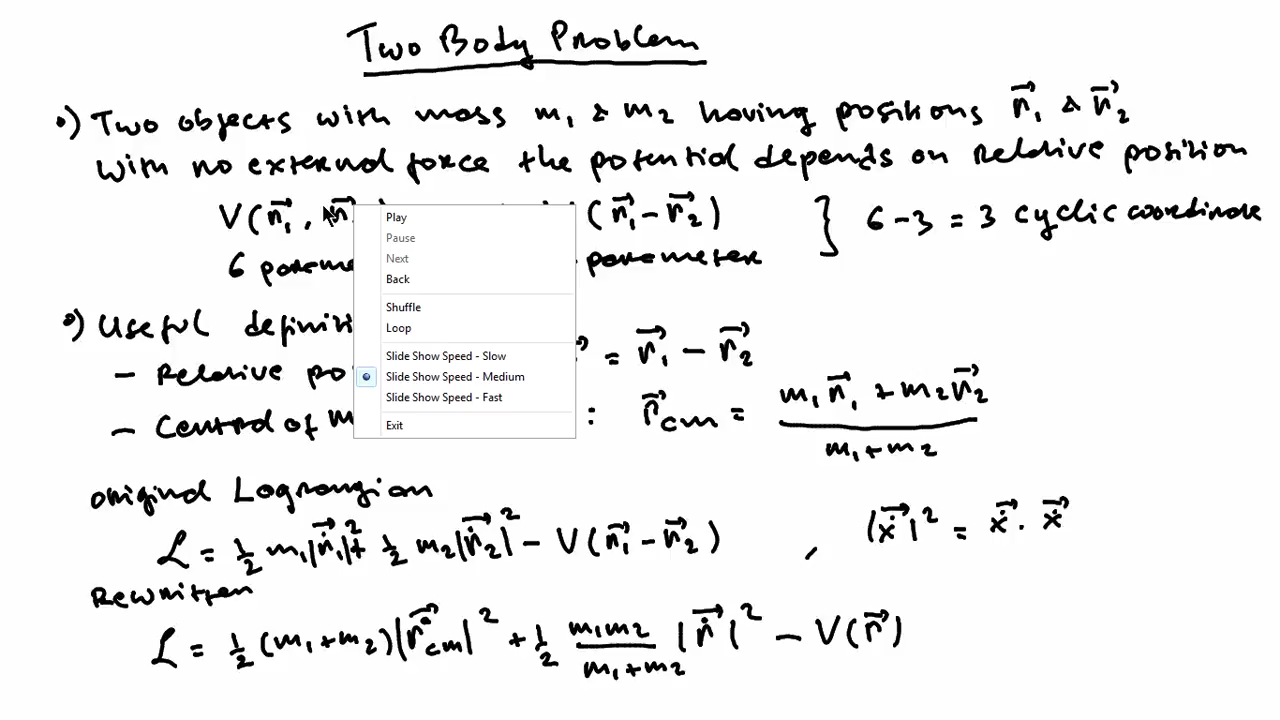 Two Body Problem
•) Two objects with mass m₁ & m₂ having positions r⃗₁ & r⃗₂
with no external force the potential depends on relative position
V(r⃗₁, r⃗ (r⃗₁ - r⃗₂) } 6 - 3 = 3 cyclic coordinate
6 parame parameter
•) Useful definiti
- Relative po = r⃗₁ - r⃗₂
- Central of m : r⃗cm = (m₁r⃗₁ + m₂r⃗₂) / (m₁ + m₂)
Play
Pause
Next
Back
Shuffle
Loop
Slide Show Speed - Slow
Slide Show Speed - Medium
Slide Show Speed - Fast
Exit
original Lagrangian
ℒ = ½ m₁|ṙ⃗₁|² + ½ m₂|ṙ⃗₂|² - V(r⃗₁ - r⃗₂) , |ẋ⃗|² = ẋ⃗ · ẋ⃗
Rewritten
ℒ = ½ (m₁ + m₂)|ṙ⃗cm|² + ½ (m₁m₂)/(m₁ + m₂) |ṙ⃗|² - V(r⃗)